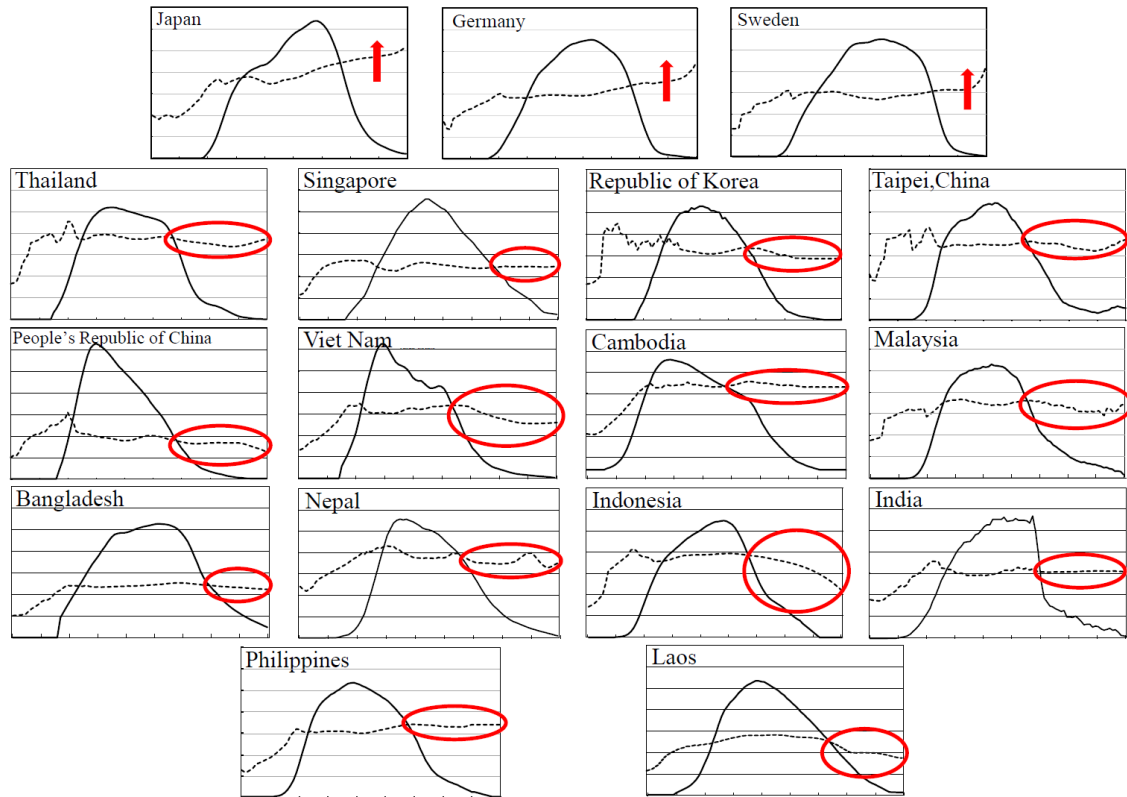 Japan
Germany
Sweden
Thailand
Singapore
Republic of Korea
Taipei,China
People's Republic of China
Viet Nam
Cambodia
Malaysia
Bangladesh
Nepal
Indonesia
India
Philippines
Laos